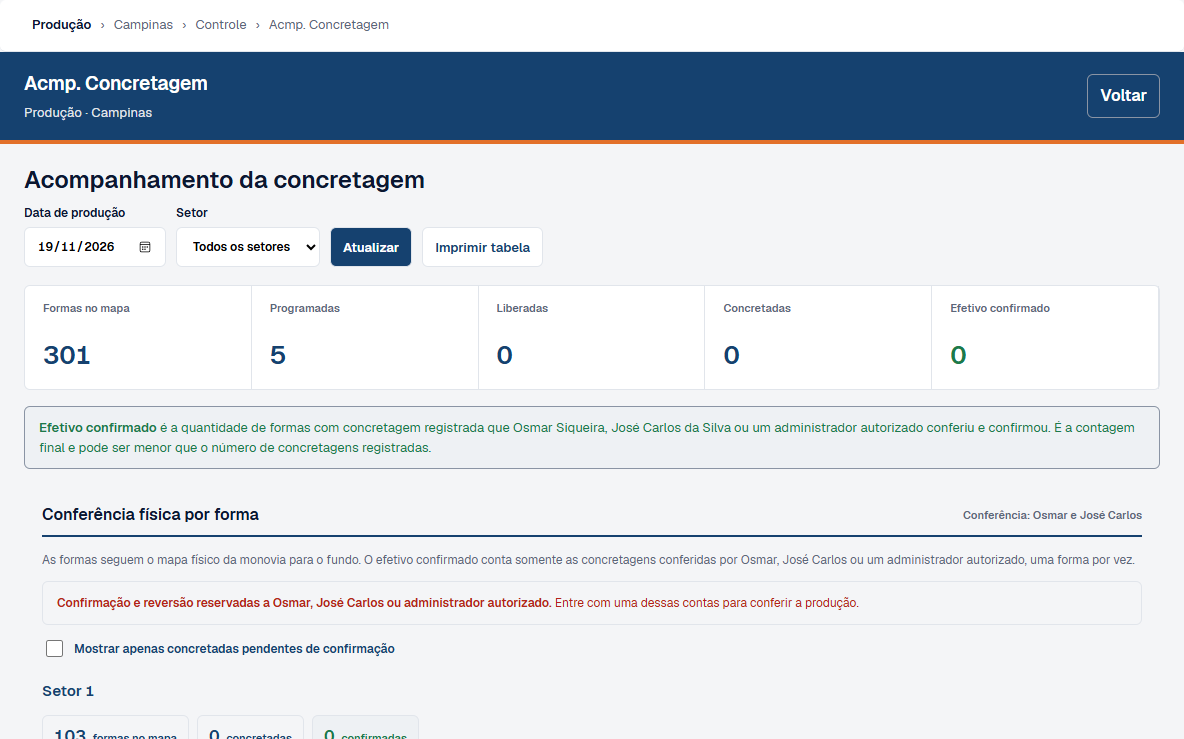 Produção › Campinas › Controle › Acmp. Concretagem
Acmp. Concretagem
Produção · Campinas
Voltar
Acompanhamento da concretagem
Data de produção
Setor
19/11/2026
Todos os setores
Atualizar
Imprimir tabela
Formas no mapa
Programadas
Liberadas
Concretadas
Efetivo confirmado
301
5
0
0
0
Efetivo confirmado é a quantidade de formas com concretagem registrada que Osmar Siqueira, José Carlos da Silva ou um administrador autorizado conferiu e confirmou. É a contagem
final e pode ser menor que o número de concretagens registradas.
Conferência física por forma
Conferência: Osmar e José Carlos
As formas seguem o mapa físico da monovia para o fundo. O efetivo confirmado conta somente as concretagens conferidas por Osmar, José Carlos ou um administrador autorizado, uma forma por vez.
Confirmação e reversão reservadas a Osmar, José Carlos ou administrador autorizado. Entre com uma dessas contas para conferir a produção.
Mostrar apenas concretadas pendentes de confirmação
Setor 1
103 formas no mapa
0 concretadas
0 confirmadas